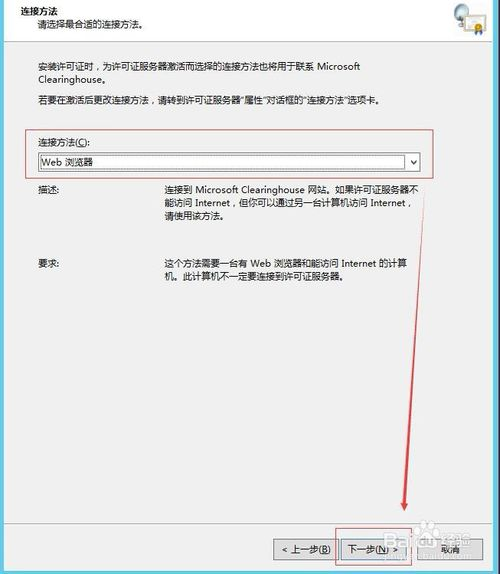 连接方法
请选择最合适的连接方法。
安装许可证时，为许可证服务器激活而选择的连接方法也将用于联系 Microsoft
Clearinghouse。
若要在激活后更改连接方法，请转到许可证服务器“属性”对话框的“连接方法”选项卡。
连接方法(C):
Web 浏览器
描述:
连接到 Microsoft Clearinghouse 网站。如果许可证服务器不
能访问 Internet，但你可以通过另一台计算机访问 Internet，
请使用该方法。
要求:
这个方法需要一台有 Web 浏览器和能访问 Internet 的计算
机。此计算机不一定要连接到许可证服务器。
< 上一步(B)
下一步(N) >
取消
Baidu 经验